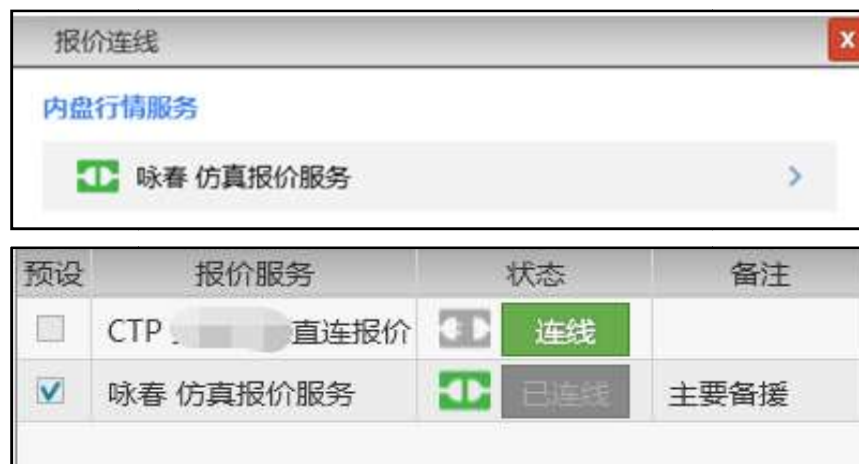 报价连线
内盘行情服务
咏春 仿真报价服务
预设 报价服务 状态 备注
CTP 直连报价 连线
咏春 仿真报价服务 已连线 主要备援